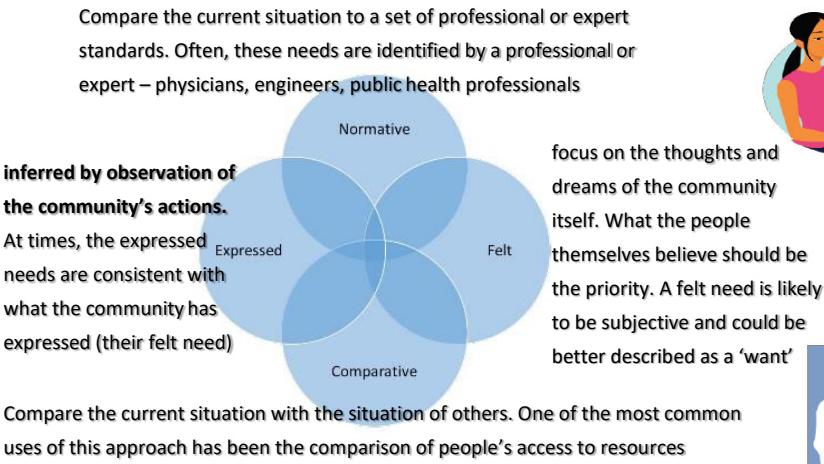 Compare the current situation to a set of professional or expert
standards. Often, these needs are identified by a professional or
expert – physicians, engineers, public health professionals
Normative
inferred by observation of
the community's actions.
At times, the expressed
needs are consistent with
what the community has
expressed (their felt need)
Expressed
Felt
focus on the thoughts and
dreams of the community
itself. What the people
themselves believe should be
the priority. A felt need is likely
to be subjective and could be
better described as a 'want'
Comparative
Compare the current situation with the situation of others. One of the most common
uses of this approach has been the comparison of people's access to resources